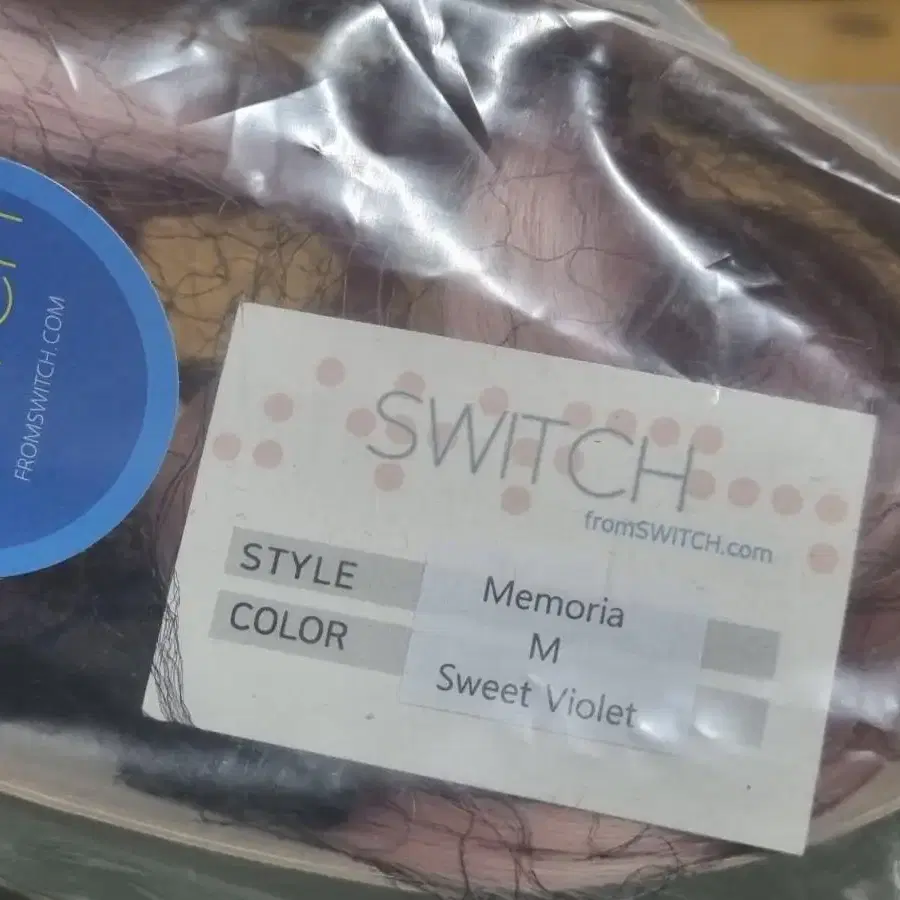 FROMSWITCH.COM
SWITCH
fromSWITCH.com
STYLE
COLOR
Memoria
M
Sweet Violet